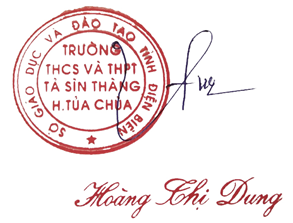 SỞ GIÁO DỤC VÀ ĐÀO TẠO TỈNH ĐIỆN BIÊN
TRƯỜNG
THCS VÀ THPT
TẢ SÌN THÀNG
H.TỦA CHÙA
Hoàng Chi Dung